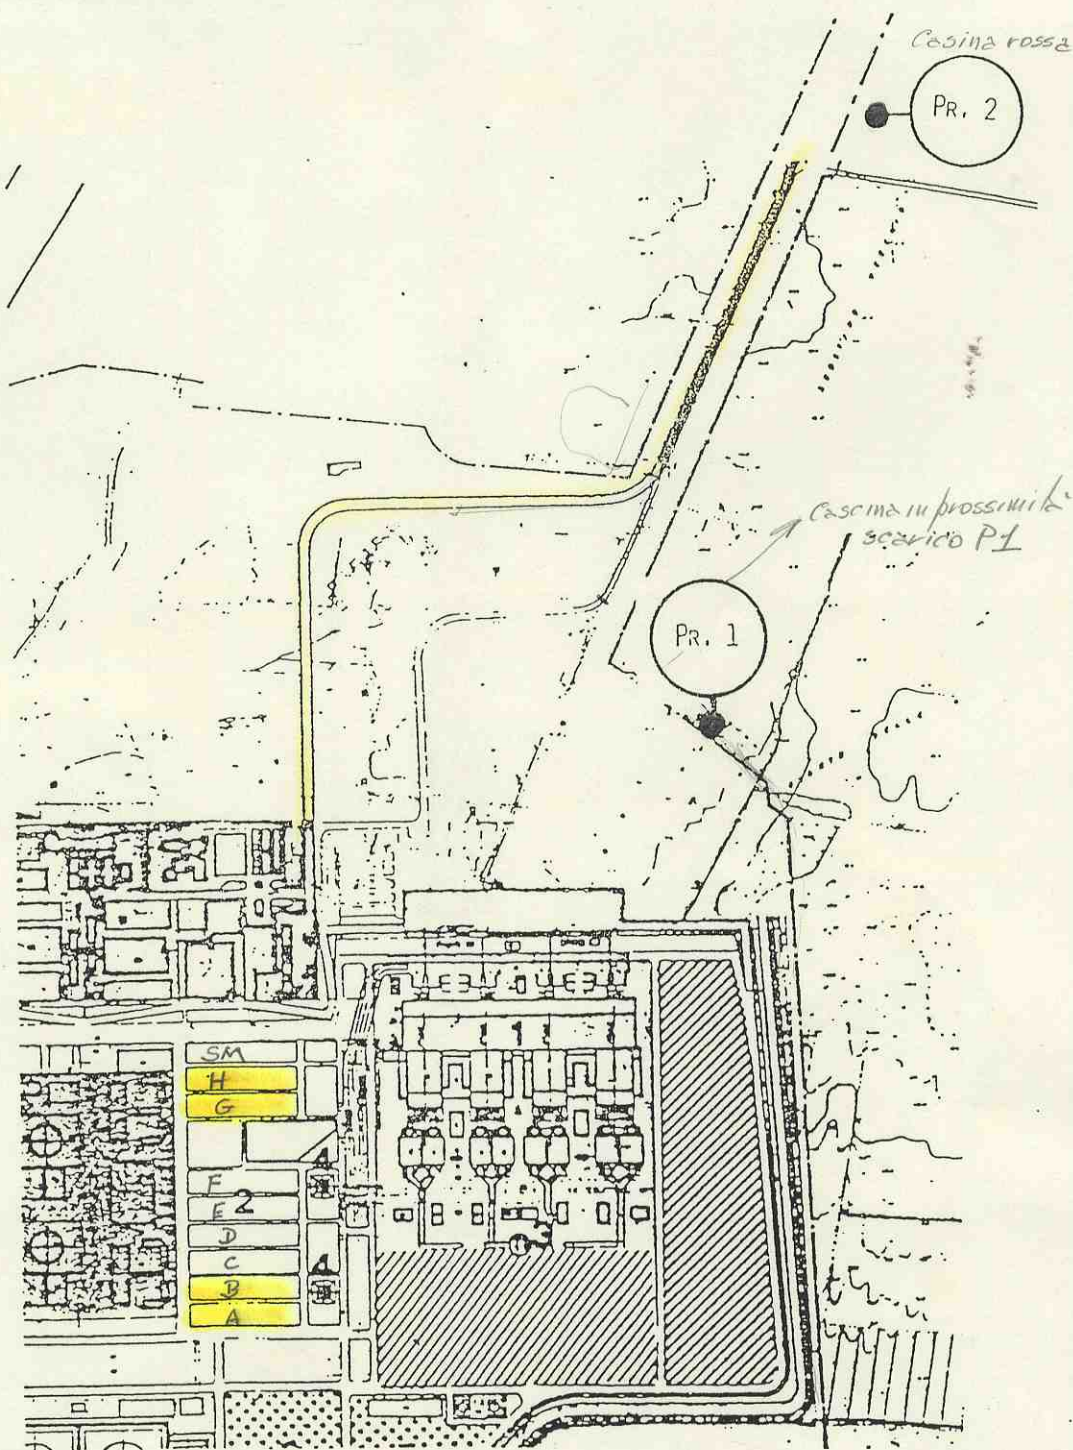 Casina rossa
PR. 2
Cascina in prossimità
scarico P1
PR. 1
SM
H
G
F
E 2
D
C
B
A